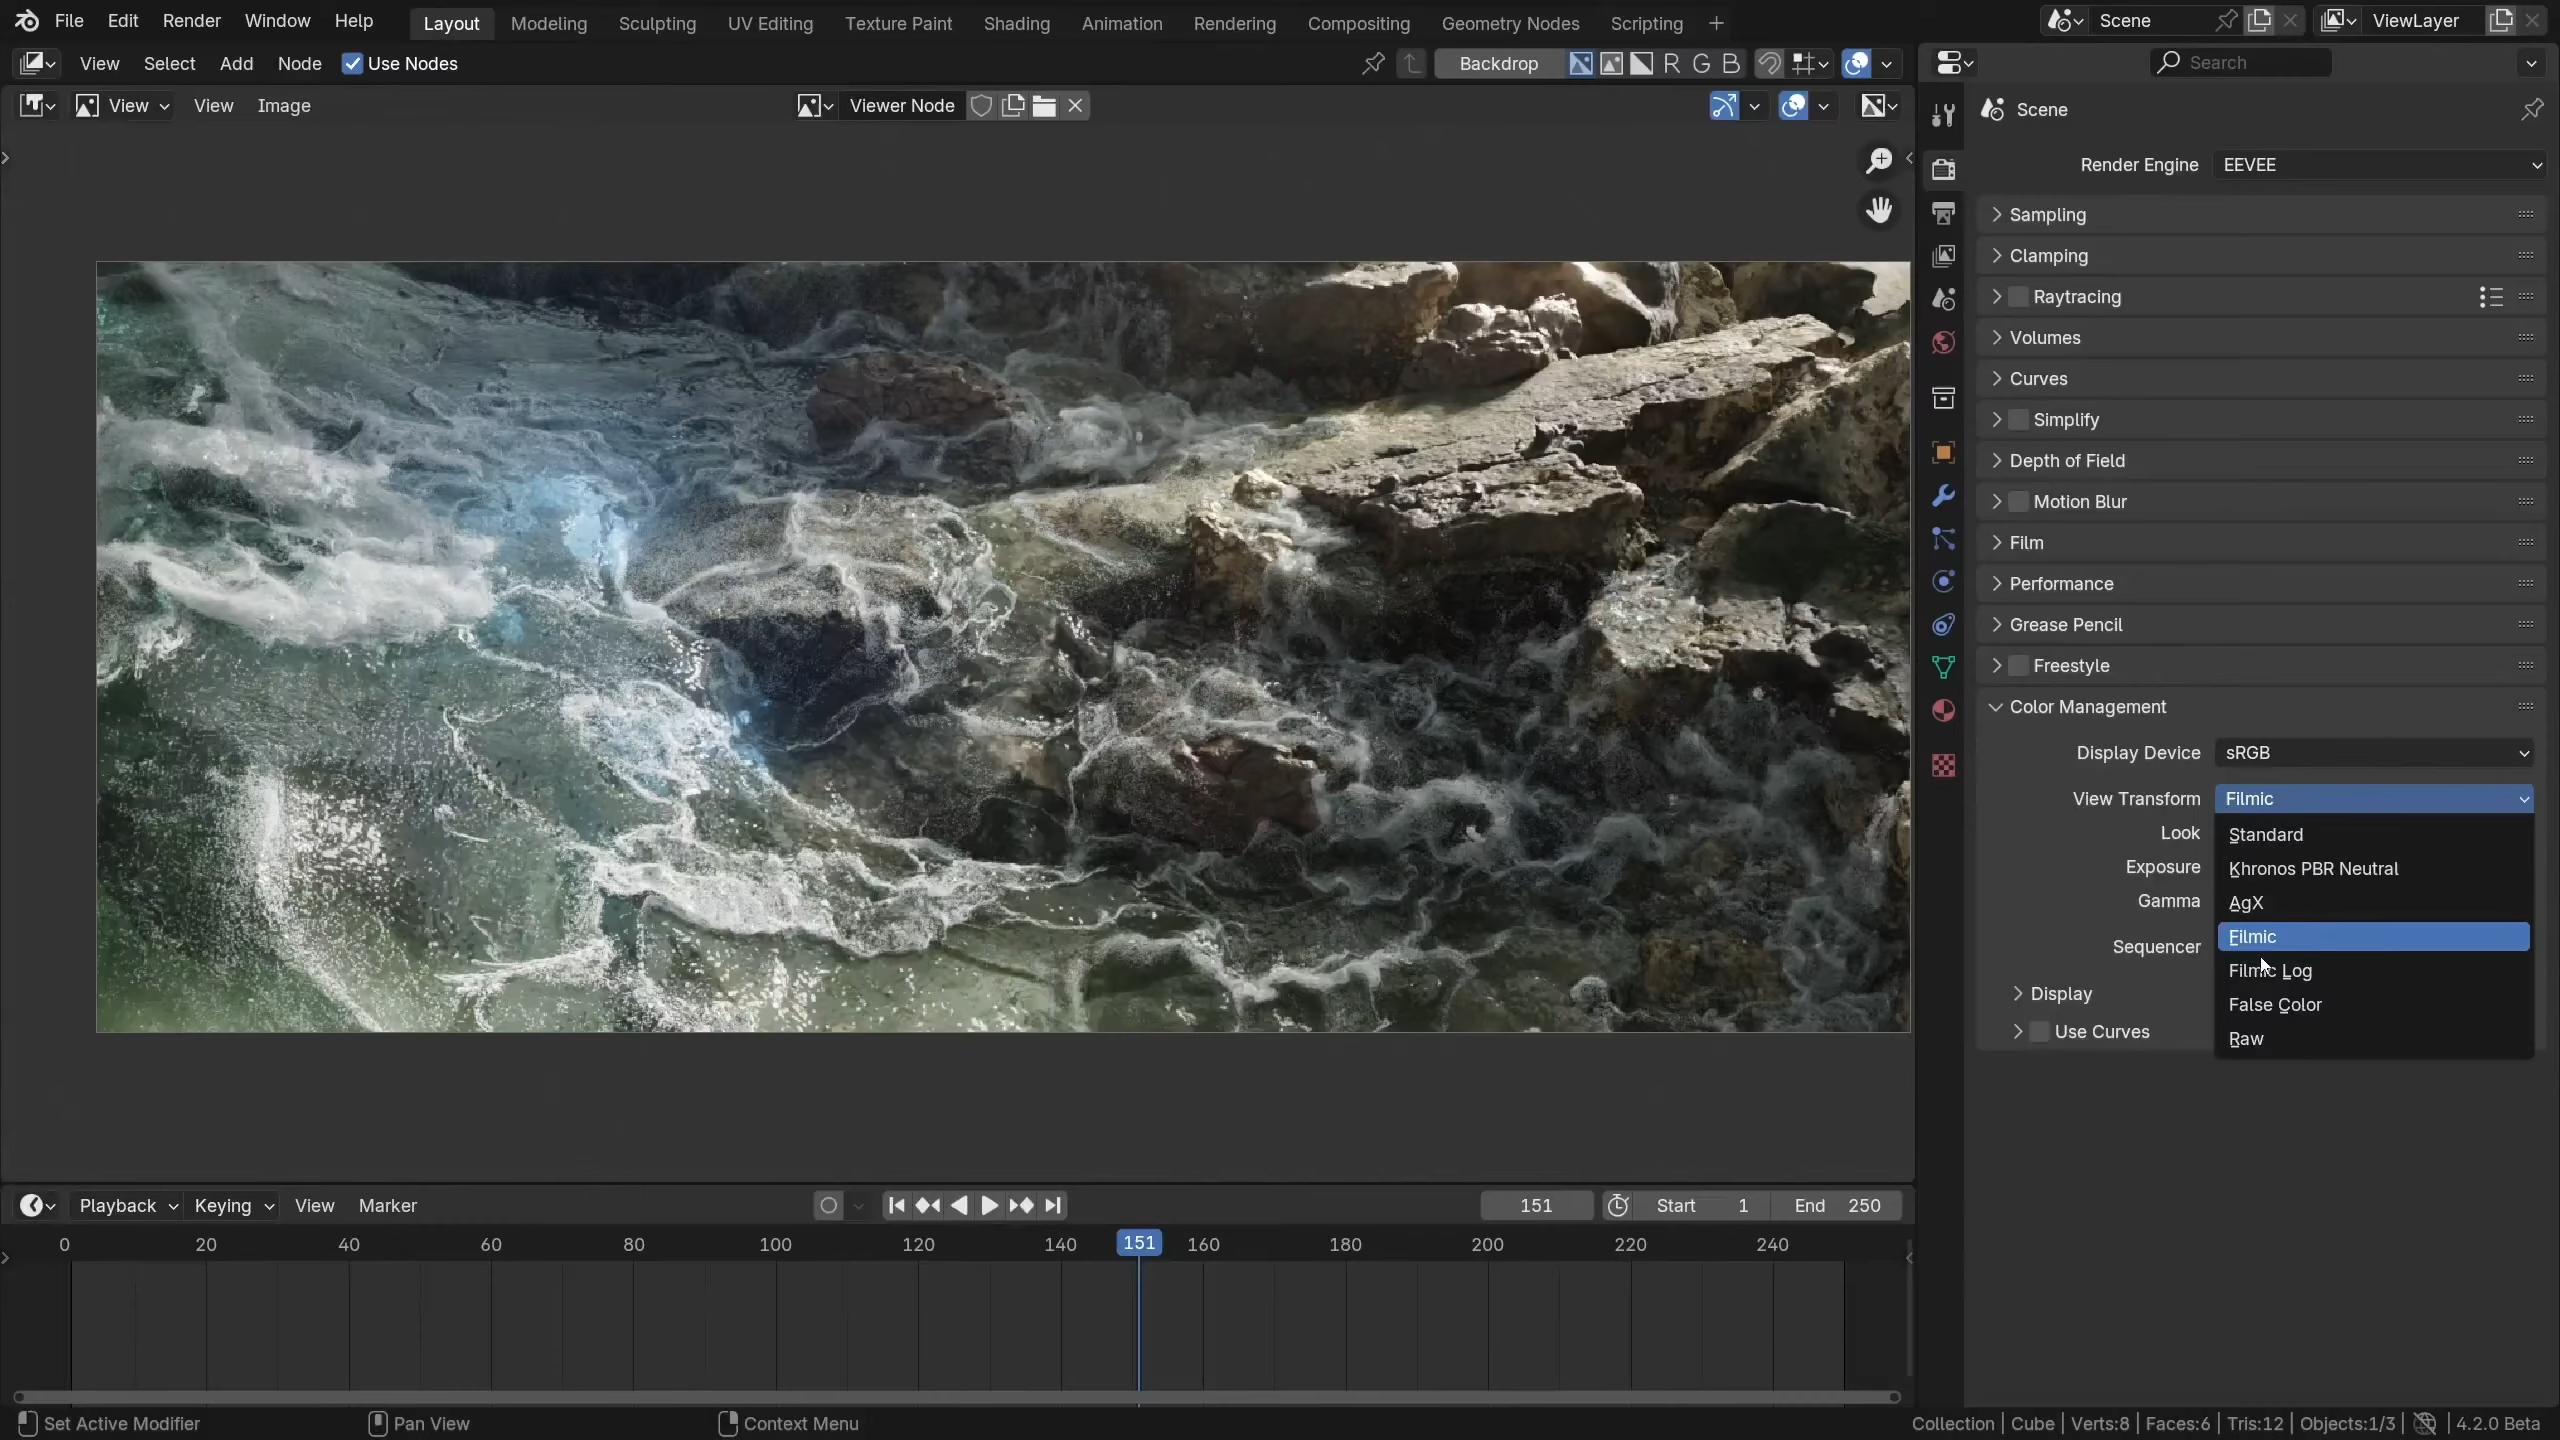 File Edit Render Window Help Layout Modeling Sculpting UV Editing Texture Paint Shading Animation Rendering Compositing Geometry Nodes Scripting + Scene ViewLayer
View Select Add Node Use Nodes Backdrop R G B Search
View View Image Viewer Node Scene
Render Engine EEVEE
Sampling
Clamping
Raytracing
Volumes
Curves
Simplify
Depth of Field
Motion Blur
Film
Performance
Grease Pencil
Freestyle
Color Management
Display Device sRGB
View Transform Filmic
Look Standard
Exposure Khronos PBR Neutral
Gamma AgX
Sequencer Filmic
Filmic Log
Display False Color
Use Curves Raw
Playback Keying View Marker 151 Start 1 End 250
0 20 40 60 80 100 120 140 151 160 180 200 220 240
Set Active Modifier Pan View Context Menu Collection | Cube | Verts:8 | Faces:6 | Tris:12 | Objects:1/3 | 4.2.0 Beta